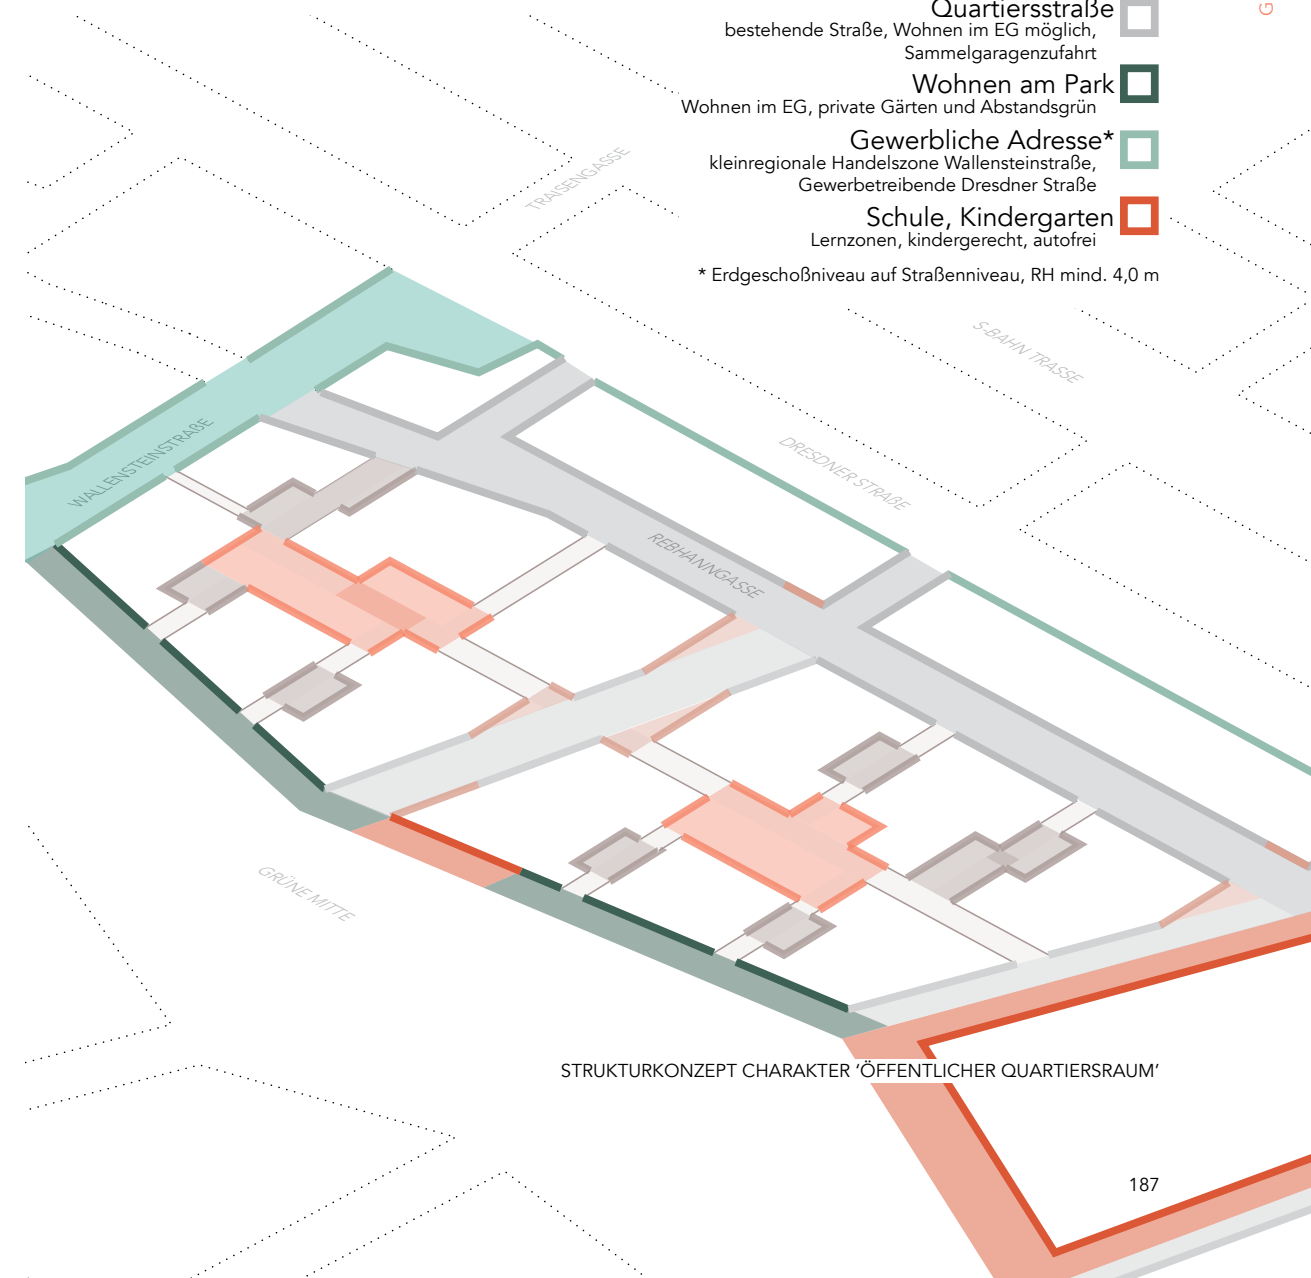 Quartiersstraße
bestehende Straße, Wohnen im EG möglich,
Sammelgaragenzufahrt
Wohnen am Park
Wohnen im EG, private Gärten und Abstandsgrün
Gewerbliche Adresse*
kleinregionale Handelszone Wallensteinstraße,
Gewerbetreibende Dresdner Straße
Schule, Kindergarten
Lernzonen, kindergerecht, autofrei
* Erdgeschoßniveau auf Straßenniveau, RH mind. 4,0 m
G
TRAISENGASSE
S-BAHN TRASSE
WALLENSTEINSTRAßE
DRESDNER STRAßE
REBHANNGASSE
GRÜNE MITTE
STRUKTURKONZEPT CHARAKTER ‘ÖFFENTLICHER QUARTIERSRAUM’
187